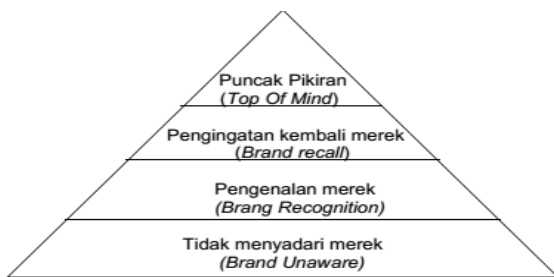 Puncak Pikiran
(Top Of Mind)
Pengingatan kembali merek
(Brand recall)
Pengenalan merek
(Brang Recognition)
Tidak menyadari merek
(Brand Unaware)